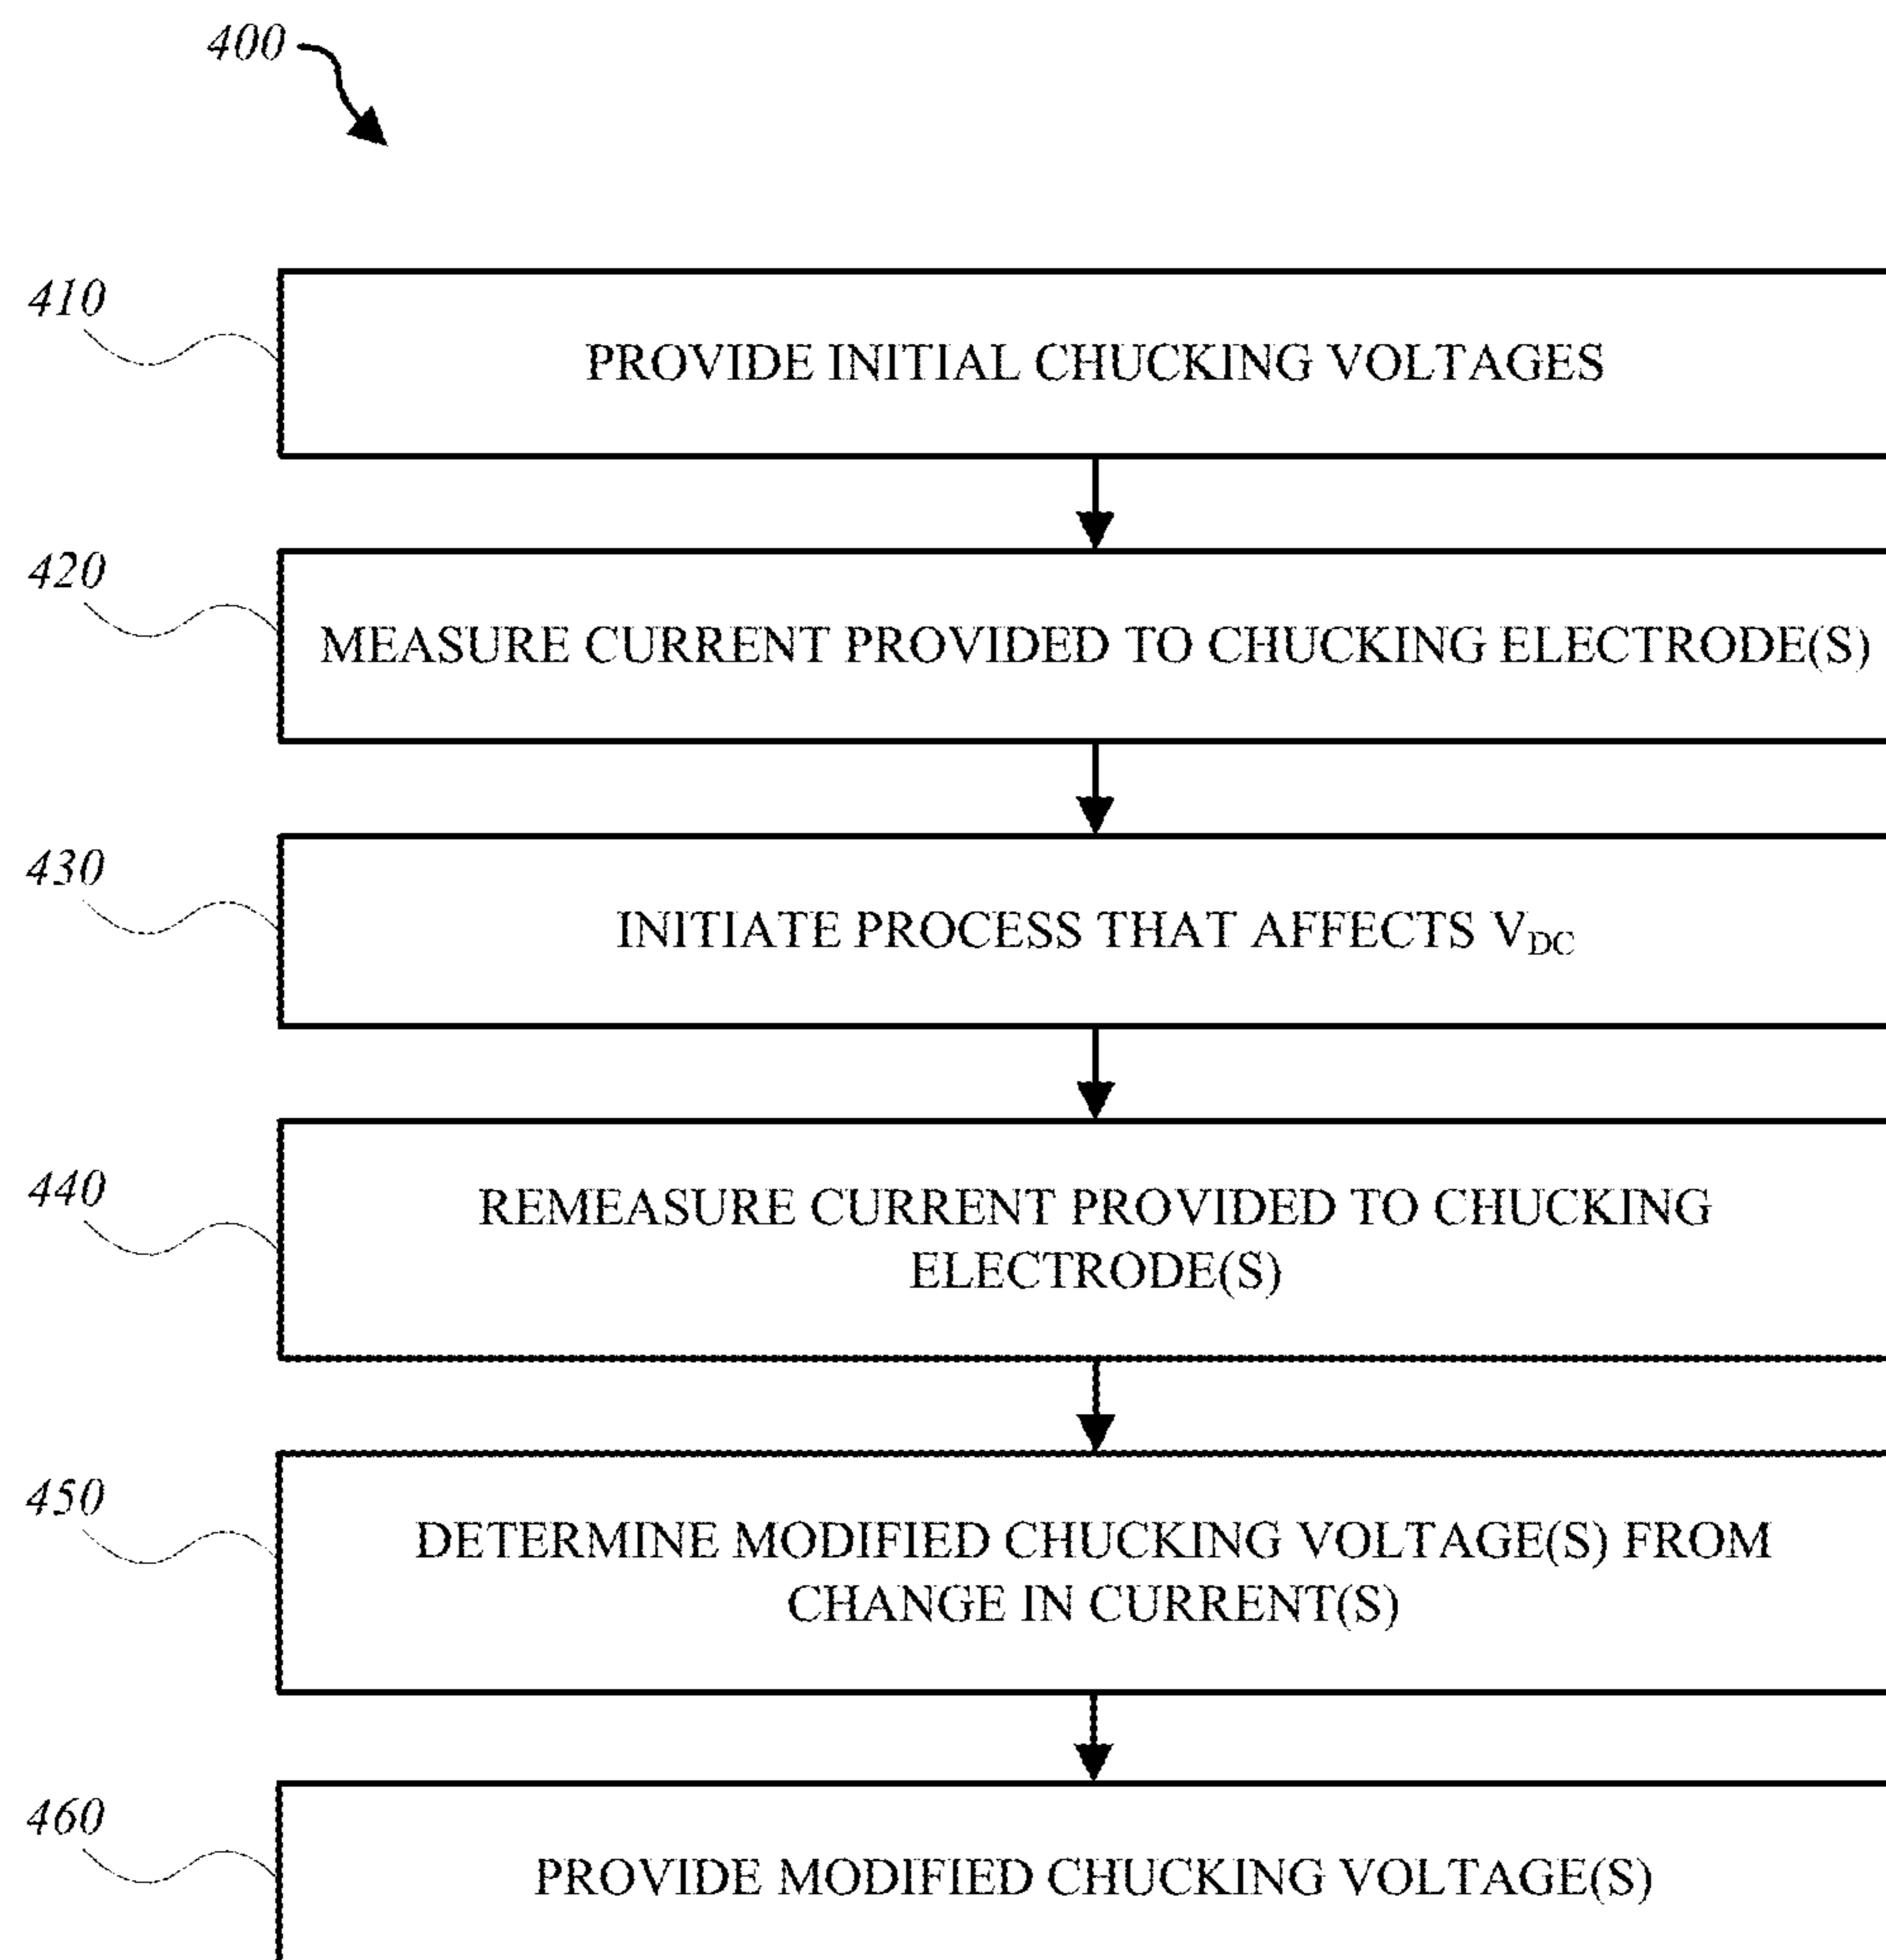 400
410
PROVIDE INITIAL CHUCKING VOLTAGES
420
MEASURE CURRENT PROVIDED TO CHUCKING ELECTRODE(S)
430
INITIATE PROCESS THAT AFFECTS V_DC
440
REMEASURE CURRENT PROVIDED TO CHUCKING
ELECTRODE(S)
450
DETERMINE MODIFIED CHUCKING VOLTAGE(S) FROM
CHANGE IN CURRENT(S)
460
PROVIDE MODIFIED CHUCKING VOLTAGE(S)